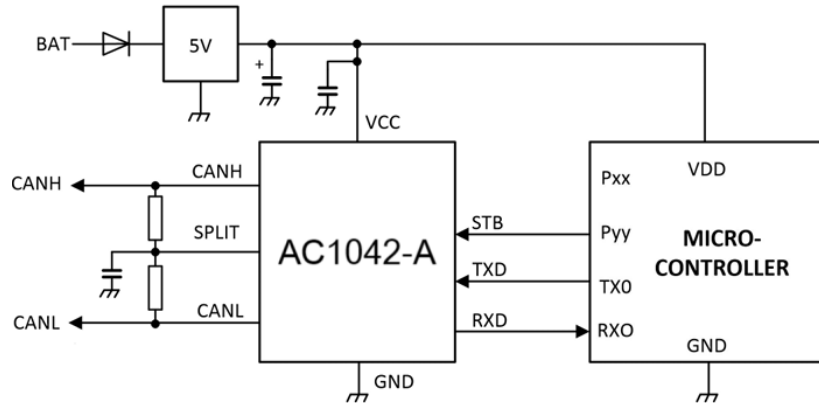 BAT
5V
+
VCC
VDD
CANH
CANH
SPLIT
CANL
CANL
AC1042-A
GND
STB
TXD
RXD
Pxx
Pyy
TX0
RXO
MICRO-
CONTROLLER
GND